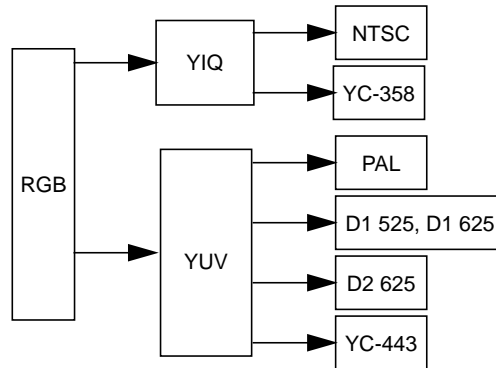 RGB
YIQ
NTSC
YC-358
YUV
PAL
D1 525, D1 625
D2 625
YC-443